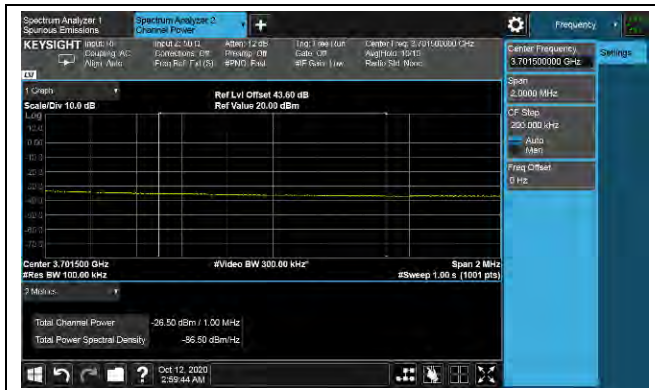 Spectrum Analyzer 1
Spurious Emissions
Spectrum Analyzer 2
Channel Power
Frequency
KEYSIGHT Input: RF
Coupling: AC
Align: Auto
Input Z: 50 Ω
Corrections: Off
Freq Ref: Ext (S)
Atten: 12 dB
Preamp: Off
#PNO: Fast
Trig: Free Run
Gate: Off
#IF Gain: Low
Center Freq: 3.701500000 GHz
Avg|Hold: 10/10
Radio Std: None
Center Frequency
3.701500000 GHz
Settings
Span
2.0000 MHz
CF Step
200.000 kHz
Auto
Man
Freq Offset
0 Hz
1 Graph
Scale/Div 10.0 dB
Ref Lvl Offset 43.60 dB
Ref Value 20.00 dBm
Log
10.0
0.00
Center 3.701500 GHz
#Res BW 100.00 kHz
#Video BW 300.00 kHz*
Span 2 MHz
#Sweep 1.00 s (1001 pts)
2 Metrics
Total Channel Power -26.50 dBm / 1.00 MHz
Total Power Spectral Density -86.50 dBm/Hz
?
Oct 12, 2020
2:59:44 AM